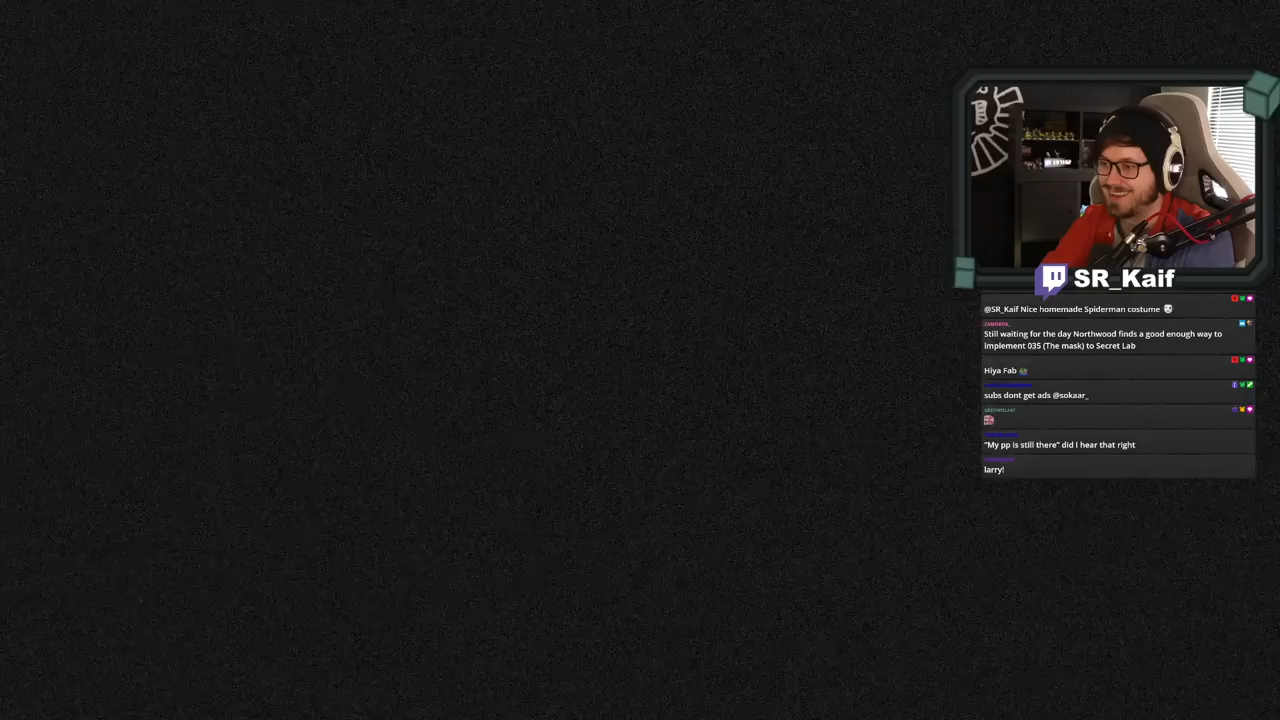 SR_Kaif
@SR_Kaif Nice homemade Spiderman costume
Still waiting for the day Northwood finds a good enough way to
implement 035 (The mask) to Secret Lab
Hiya Fab
subs dont get ads @sokaar_
GREYWOLF47
"My pp is still there" did I hear that right
larry!